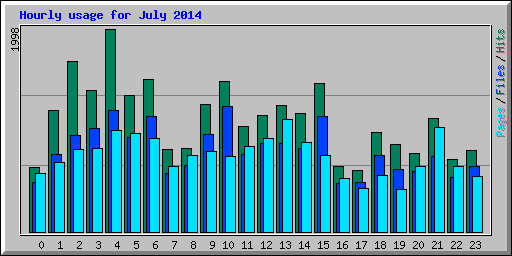 Hourly usage for July 2014
1998
Pages/Files/Hits
0 1 2 3 4 5 6 7 8 9 10 11 12 13 14 15 16 17 18 19 20 21 22 23